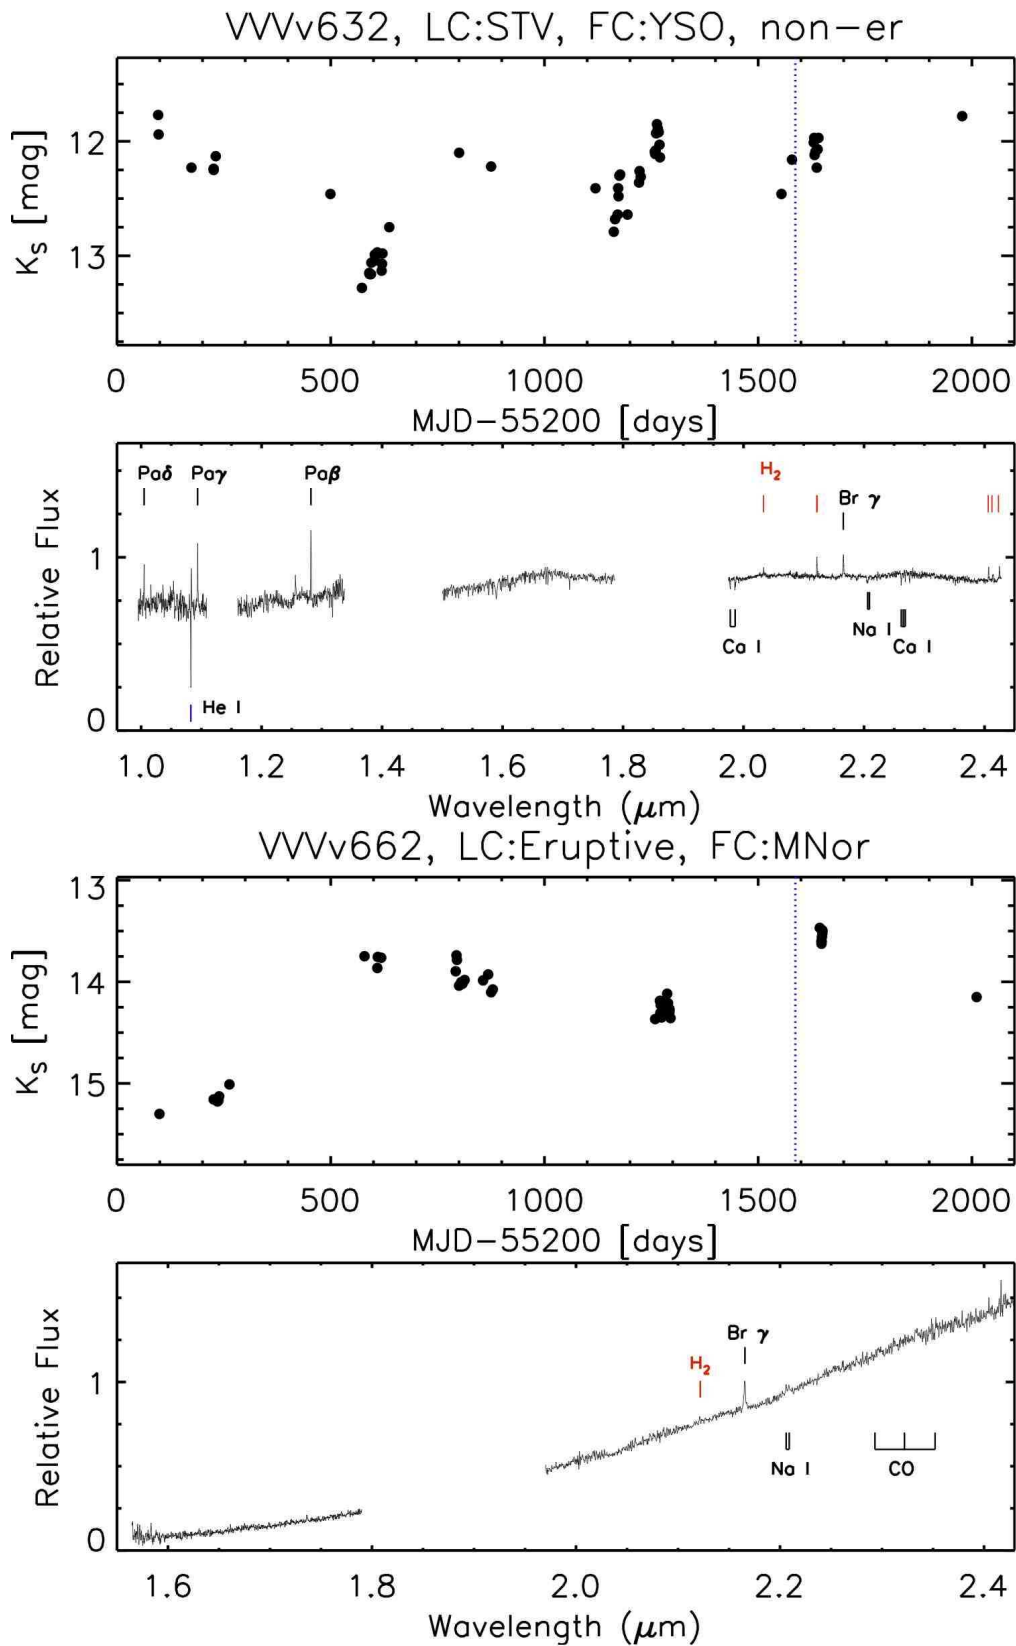 VVVv632, LC:STV, FC:YSO, non-er
12
13
K_S [mag]
0 500 1000 1500 2000
MJD-55200 [days]
Paδ Paγ Paβ H₂ Br γ
1
0
Relative Flux
Ca I Na I Ca I
He I
1.0 1.2 1.4 1.6 1.8 2.0 2.2 2.4
Wavelength (μm)
VVVv662, LC:Eruptive, FC:MNor
13
14
15
K_S [mag]
0 500 1000 1500 2000
MJD-55200 [days]
Br γ
H₂
1
0
Relative Flux
Na I CO
1.6 1.8 2.0 2.2 2.4
Wavelength (μm)